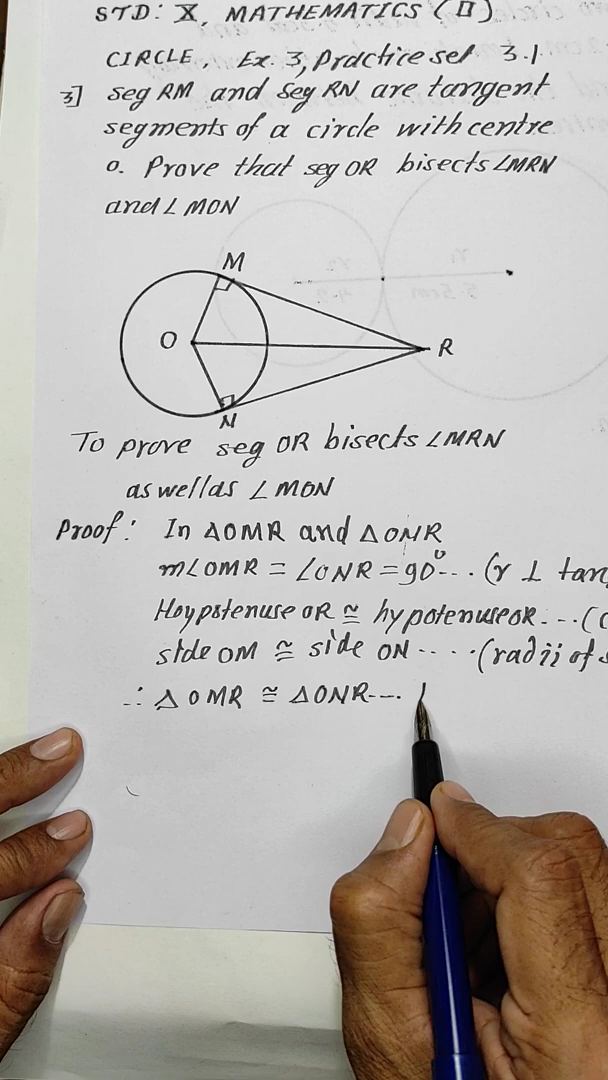 STD: X, MATHEMATICS (II)
CIRCLE, Ex. 3, Practice set 3.1.
3] seg RM and seg RN are tangent
segments of a circle with centre
O. Prove that seg OR bisects ∠MRN
and ∠MON
M
O
R
N
To prove seg OR bisects ∠MRN
as wellas ∠MON
Proof: In △OMR and △ONR
m∠OMR = ∠ONR = 90°... (r ⊥ tan
Hoypotenuse OR ≅ hypotenuse OR... (
side OM ≅ side ON.... (radii of
∴ △OMR ≅ △ONR...